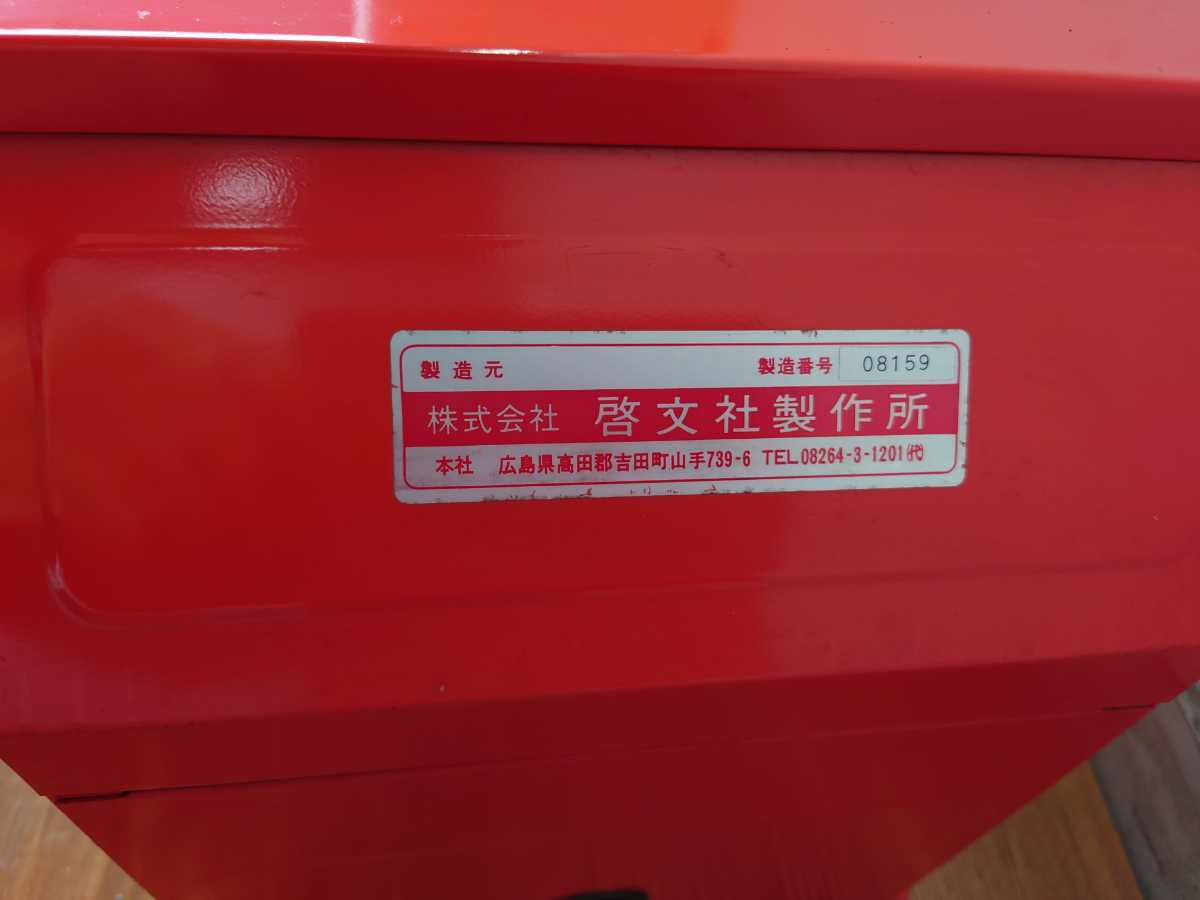 製造元 製造番号 08159
株式会社 啓文社製作所
本社 広島県高田郡吉田町山手739-6 TEL08264-3-1201㈹